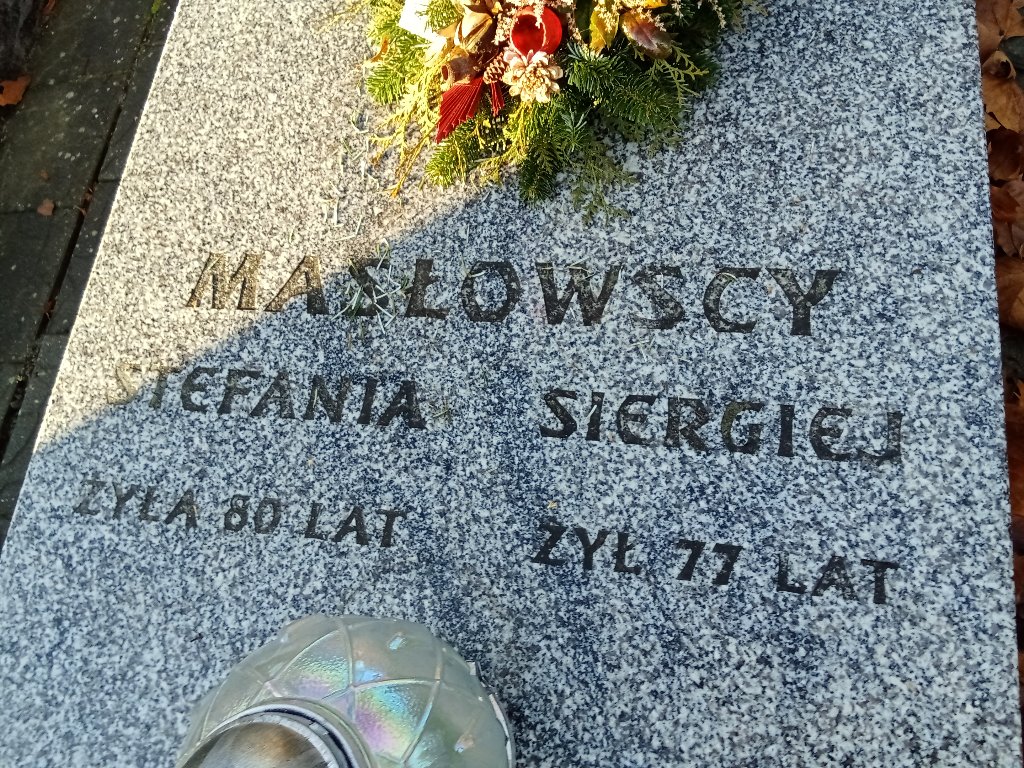 MASŁOWSCY
STEFANIA SIERGIEJ
ŻYŁA 80 LAT ŻYŁ 77 LAT